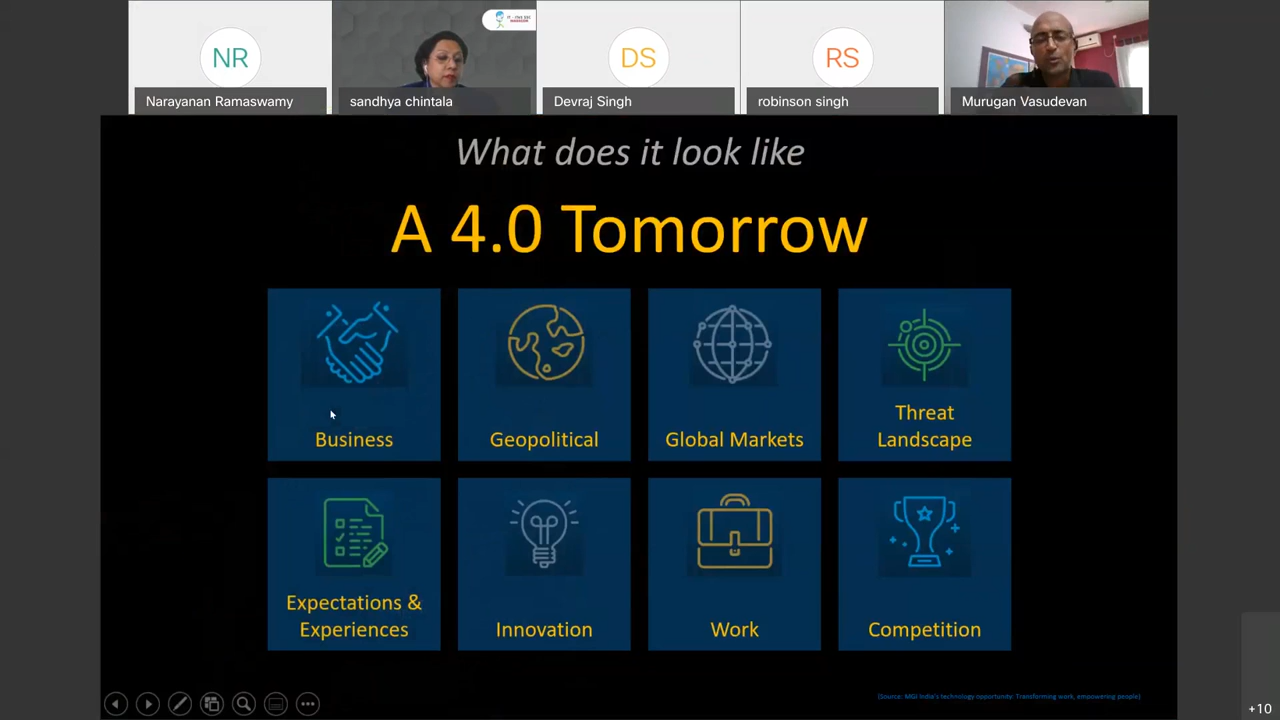 NR
DS
RS
Narayanan Ramaswamy
sandhya chintala
Devraj Singh
robinson singh
Murugan Vasudevan
What does it look like
A 4.0 Tomorrow
Business
Geopolitical
Global Markets
Threat
Landscape
Expectations &
Experiences
Innovation
Work
Competition
(Source: MGI India's technology opportunity: Transforming work, empowering people)
+10